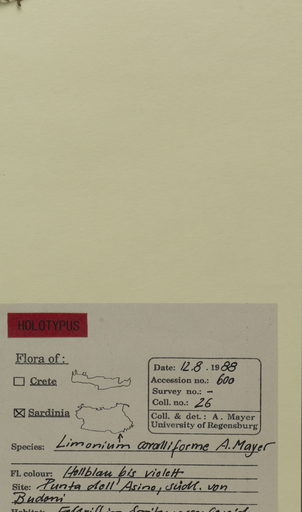 HOLOTYPUS
Flora of:
Crete
Sardinia
Date: 12.8.1988
Accession no.: 600
Survey no.: -
Coll. no.: 26
Coll. & det.: A. Mayer
University of Regensburg
Species: Limonium coralliforme A. Mayer
Fl. colour: Hellblau bis violett
Site: Punta dell' Asino, südl. von
Budoni